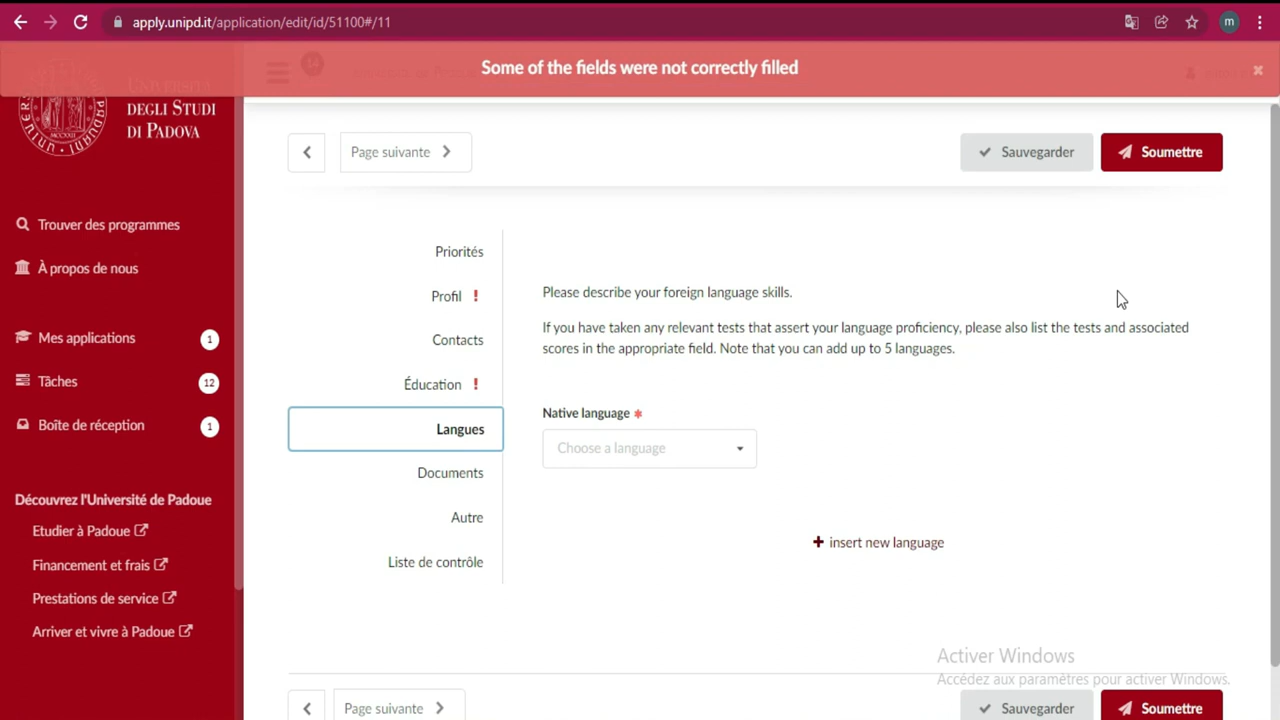 apply.unipd.it/application/edit/id/51100#/11
m
Some of the fields were not correctly filled
14
UNIVERSITÀ
DEGLI STUDI
DI PADOVA
Page suivante
Sauvegarder
Soumettre
Trouver des programmes
À propos de nous
Mes applications
1
Tâches
12
Boîte de réception
1
Découvrez l'Université de Padoue
Etudier à Padoue
Financement et frais
Prestations de service
Arriver et vivre à Padoue
Priorités
Profil !
Contacts
Éducation !
Langues
Documents
Autre
Liste de contrôle
Please describe your foreign language skills.
If you have taken any relevant tests that assert your language proficiency, please also list the tests and associated
scores in the appropriate field. Note that you can add up to 5 languages.
Native language *
Choose a language
+ insert new language
Activer Windows
Accédez aux paramètres pour activer Windows.
Page suivante
Sauvegarder
Soumettre